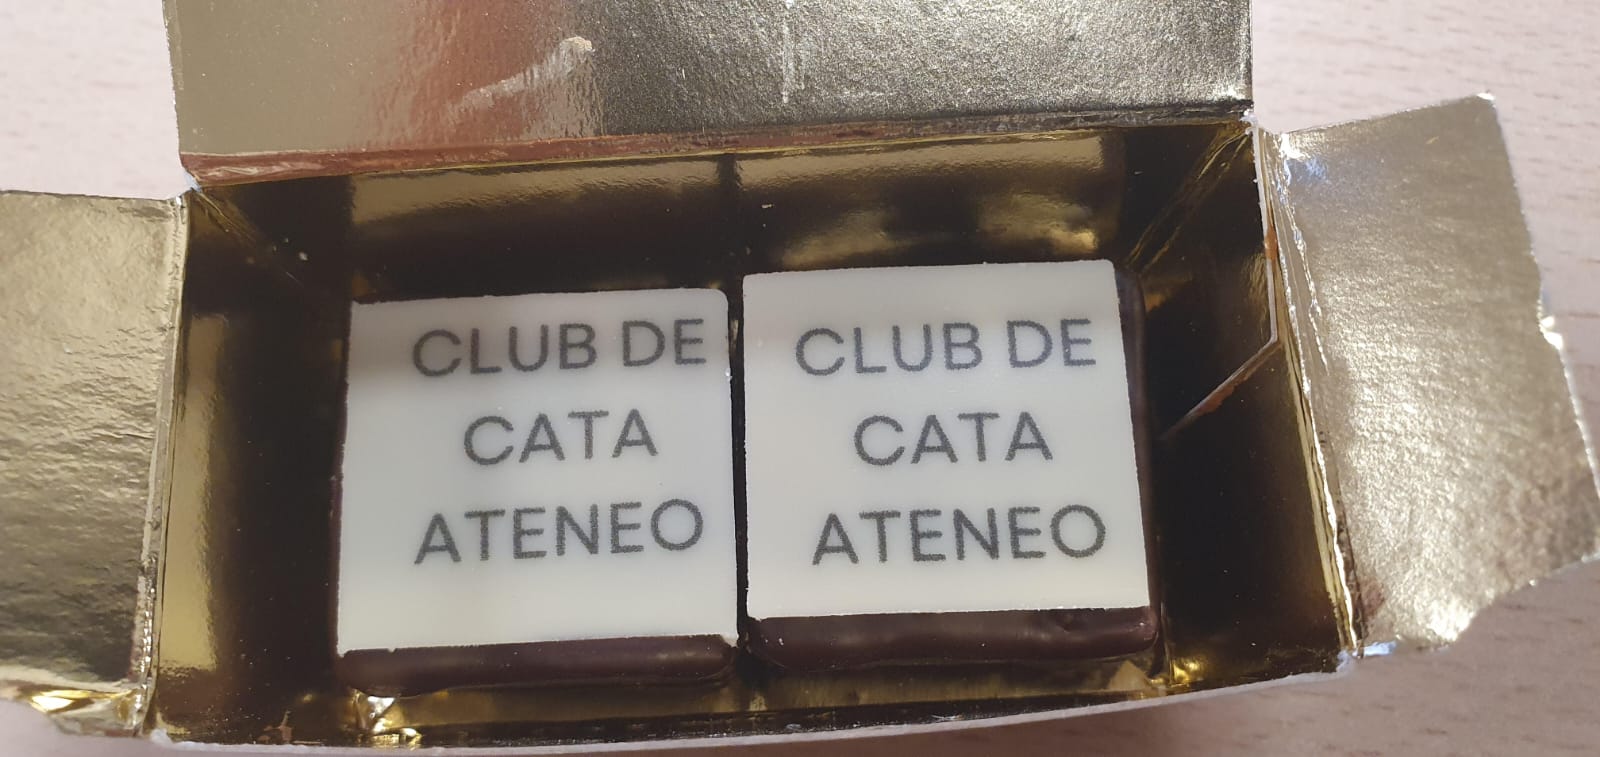 CLUB DE
CATA
ATENEO
CLUB DE
CATA
ATENEO